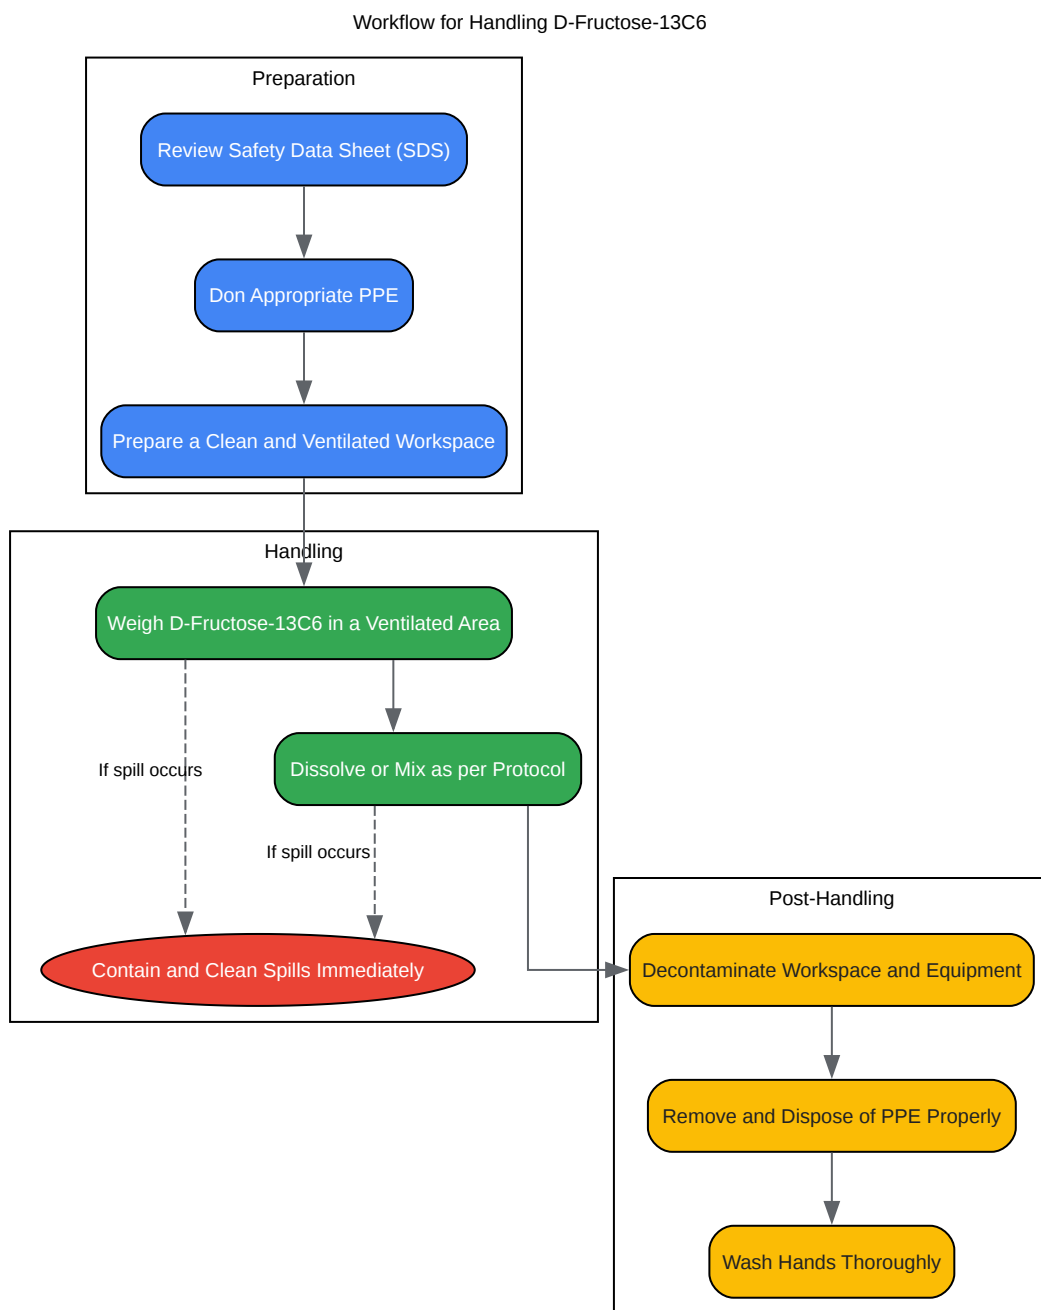 Workflow for Handling D-Fructose-13C6
Preparation
Review Safety Data Sheet (SDS)
Don Appropriate PPE
Prepare a Clean and Ventilated Workspace
Handling
Weigh D-Fructose-13C6 in a Ventilated Area
If spill occurs
Dissolve or Mix as per Protocol
If spill occurs
Contain and Clean Spills Immediately
Post-Handling
Decontaminate Workspace and Equipment
Remove and Dispose of PPE Properly
Wash Hands Thoroughly